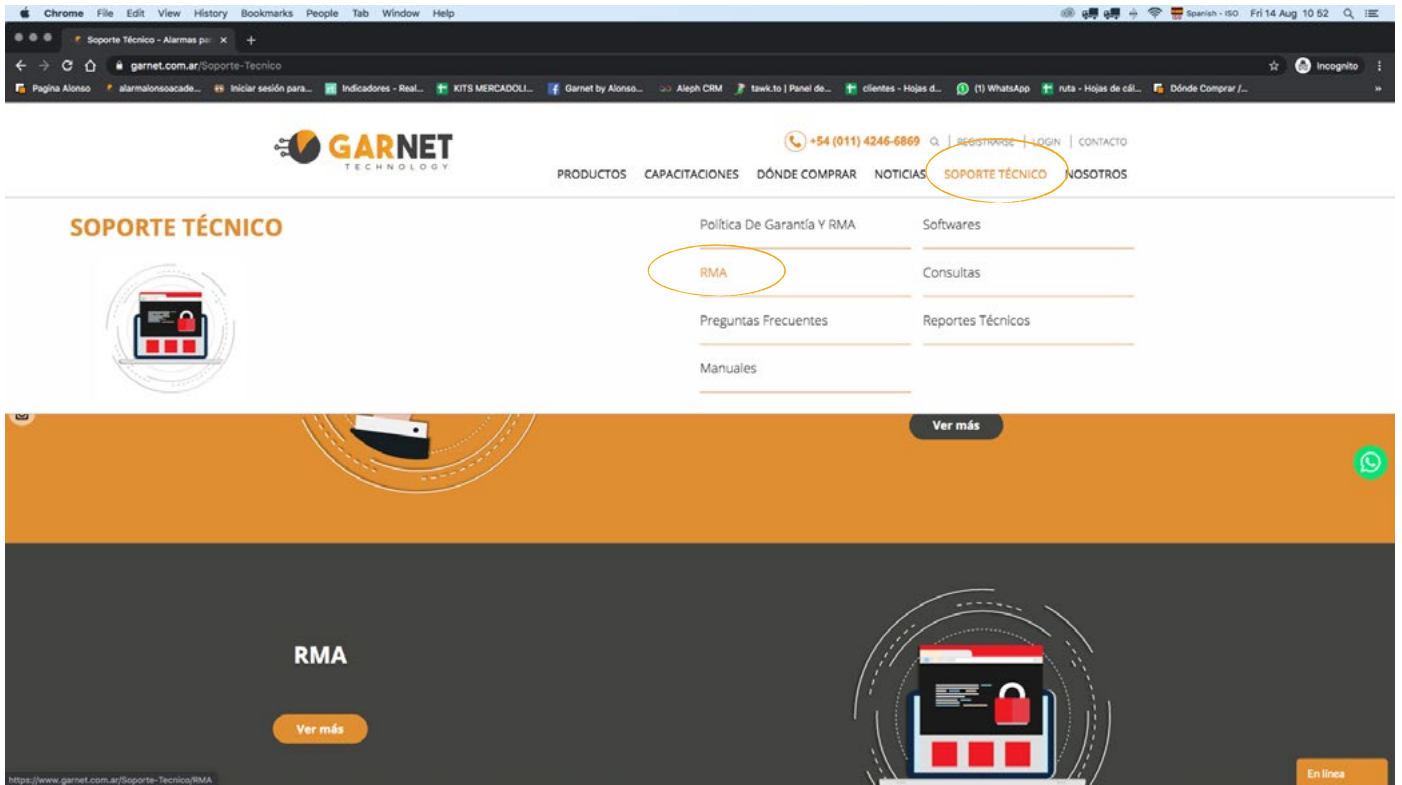 Chrome File Edit View History Bookmarks People Tab Window Help
Spanish - ISO Fri 14 Aug 10 52
Soporte Técnico - Alarmas par
garnet.com.ar/Soporte-Tecnico
Incognito
Pagina Alonso alarmalonsoacade... Iniciar sesión para... Indicadores - Real... KITS MERCADOLI... Garnet by Alonso... Aleph CRM tawk.to | Panel de... clientes - Hojas d... (1) WhatsApp ruta - Hojas de cál... Dónde Comprar /... »
GARNET
TECHNOLOGY
+54 (011) 4246-6869 | REGISTRARSE | LOGIN | CONTACTO
PRODUCTOS CAPACITACIONES DÓNDE COMPRAR NOTICIAS SOPORTE TÉCNICO NOSOTROS
SOPORTE TÉCNICO
Política De Garantía Y RMA Softwares
RMA Consultas
Preguntas Frecuentes Reportes Técnicos
Manuales
Ver más
RMA
Ver más
https://www.garnet.com.ar/Soporte-Tecnico/RMA
En línea